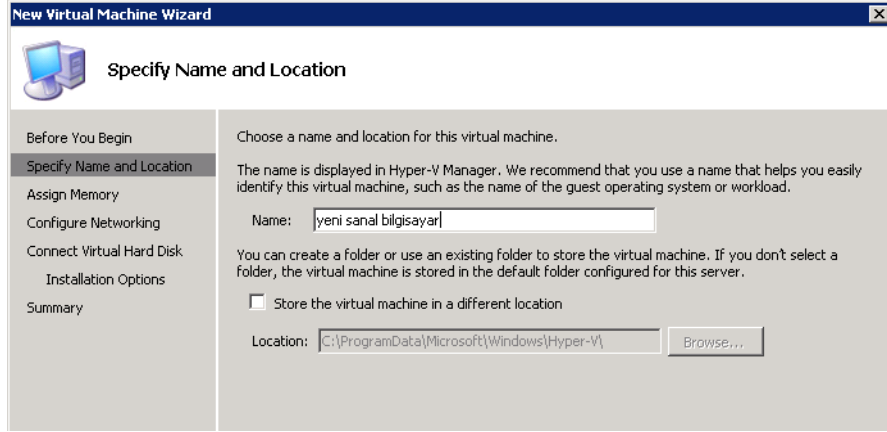 New Virtual Machine Wizard
Specify Name and Location
Before You Begin
Specify Name and Location
Assign Memory
Configure Networking
Connect Virtual Hard Disk
Installation Options
Summary
Choose a name and location for this virtual machine.
The name is displayed in Hyper-V Manager. We recommend that you use a name that helps you easily
identify this virtual machine, such as the name of the guest operating system or workload.
Name: yeni sanal bilgisayar
You can create a folder or use an existing folder to store the virtual machine. If you don't select a
folder, the virtual machine is stored in the default folder configured for this server.
Store the virtual machine in a different location
Location: C:\ProgramData\Microsoft\Windows\Hyper-V\ Browse...